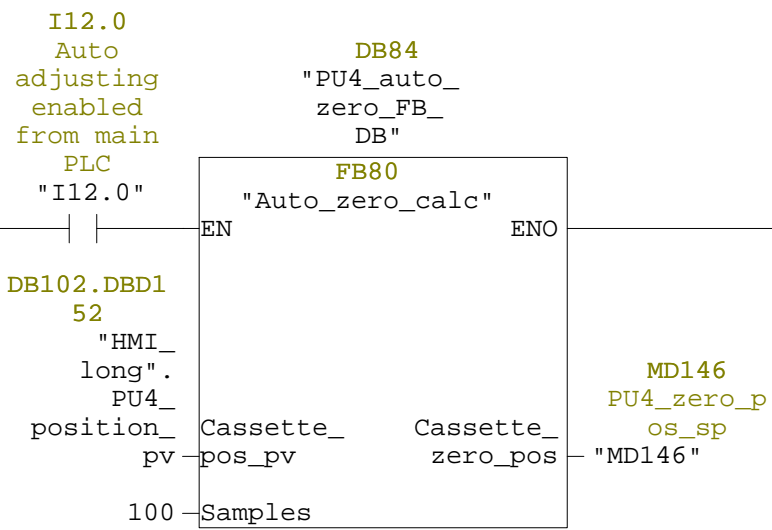 I12.0
Auto
adjusting
enabled
from main
PLC
"I12.0"
DB84
"PU4_auto_
zero_FB_
DB"
FB80
"Auto_zero_calc"
EN
ENO
DB102.DBD1
52
"HMI_
long".
PU4_
position_
pv
Cassette_
pos_pv
Cassette_
zero_pos
MD146
PU4_zero_p
os_sp
"MD146"
100
Samples